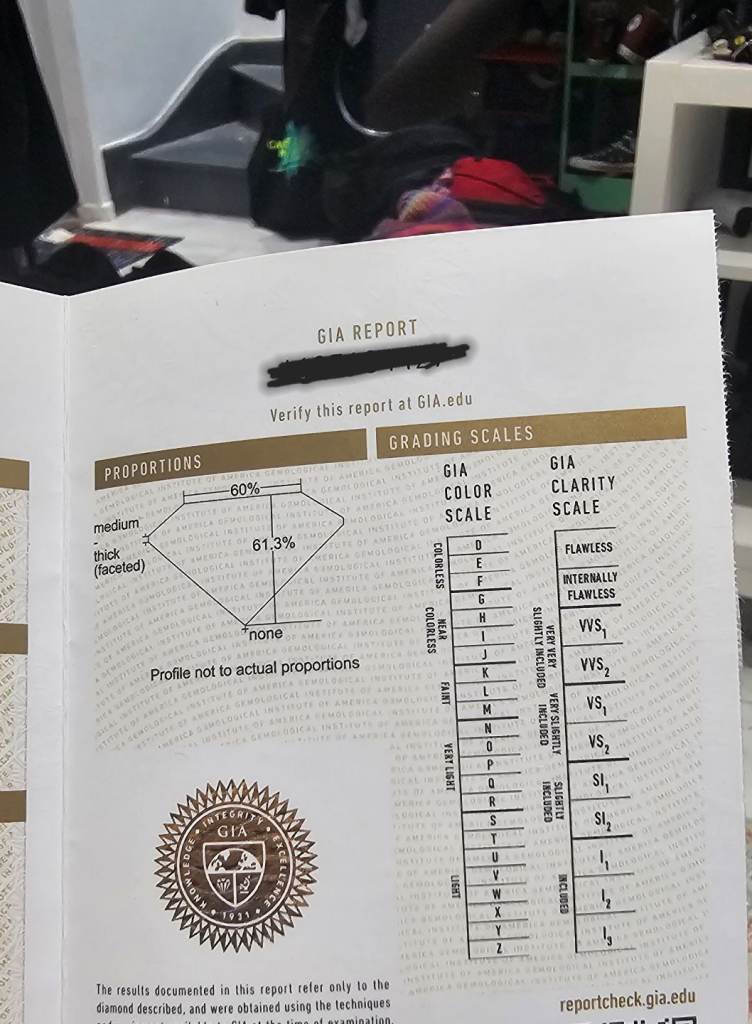 GIA REPORT
Verify this report at GIA.edu
PROPORTIONS
60%
medium
-
thick
(faceted)
61.3%
none
Profile not to actual proportions
GRADING SCALES
GIA
COLOR
SCALE
COLORLESS
D
E
F
NEAR
COLORLESS
G
H
I
J
FAINT
K
L
M
VERY LIGHT
N
O
P
Q
R
LIGHT
S
T
U
V
W
X
Y
Z
GIA
CLARITY
SCALE
FLAWLESS
INTERNALLY
FLAWLESS
VERY VERY
SLIGHTLY INCLUDED
VVS1
VVS2
VERY SLIGHTLY
INCLUDED
VS1
VS2
SLIGHTLY
INCLUDED
SI1
SI2
INCLUDED
I1
I2
I3
KNOWLEDGE • INTEGRITY • EXCELLENCE
GIA
• 1931 •
The results documented in this report refer only to the
diamond described, and were obtained using the techniques
reportcheck.gia.edu